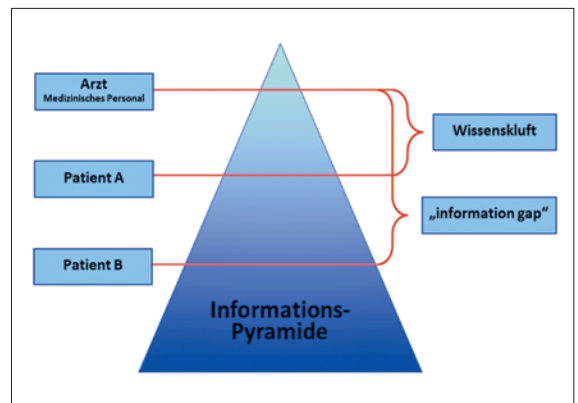 Arzt
Medizinisches Personal
Wissenskluft
Patient A
„information gap“
Patient B
Informations-
Pyramide